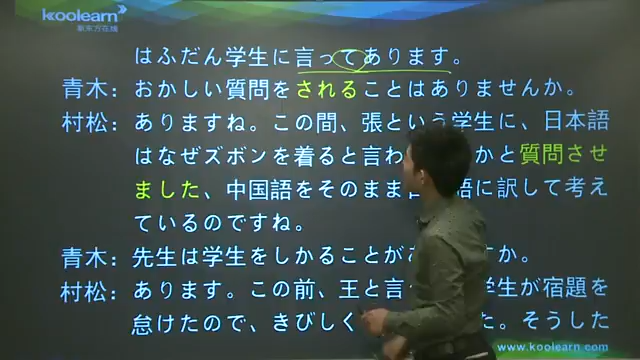 koolearn
新东方在线
はふだん学生に言ってあります。
青木：おかしい質問をされることはありませんか。
村松：ありますね。この間、張という学生に、日本語
はなぜズボンを着ると言わ かと質問させ
ました、中国語をそのまま 語に訳して考え
ているのですね。
青木：先生は学生をしかることが すか。
村松：あります。この前、王と言 学生が宿題を
怠けたので、きびしく た。そうした
www.koolearn.com